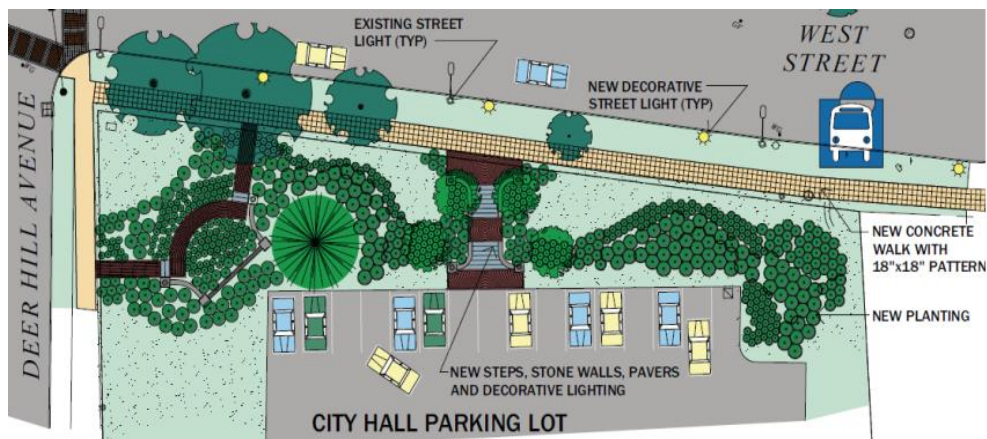 EXISTING STREET
LIGHT (TYP)
WEST
STREET
NEW DECORATIVE
STREET LIGHT (TYP)
DEER HILL AVENUE
NEW CONCRETE
WALK WITH
18"x18" PATTERN
NEW PLANTING
NEW STEPS, STONE WALLS, PAVERS
AND DECORATIVE LIGHTING
CITY HALL PARKING LOT